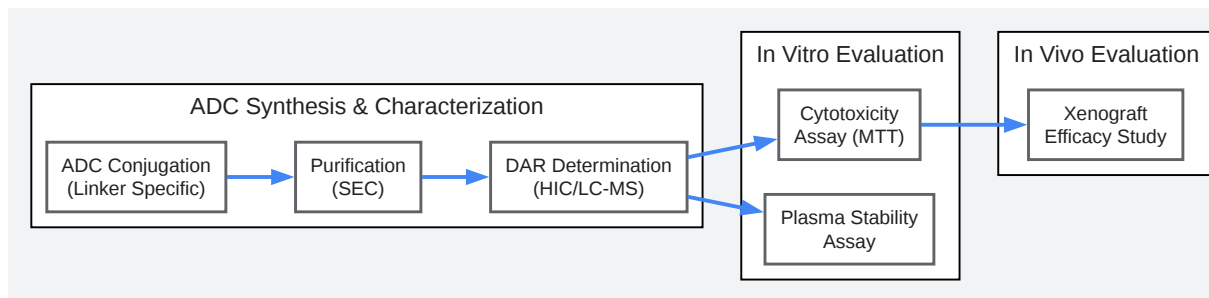 ADC Synthesis & Characterization
ADC Conjugation
(Linker Specific)
Purification
(SEC)
DAR Determination
(HIC/LC-MS)
In Vitro Evaluation
Cytotoxicity
Assay (MTT)
Plasma Stability
Assay
In Vivo Evaluation
Xenograft
Efficacy Study